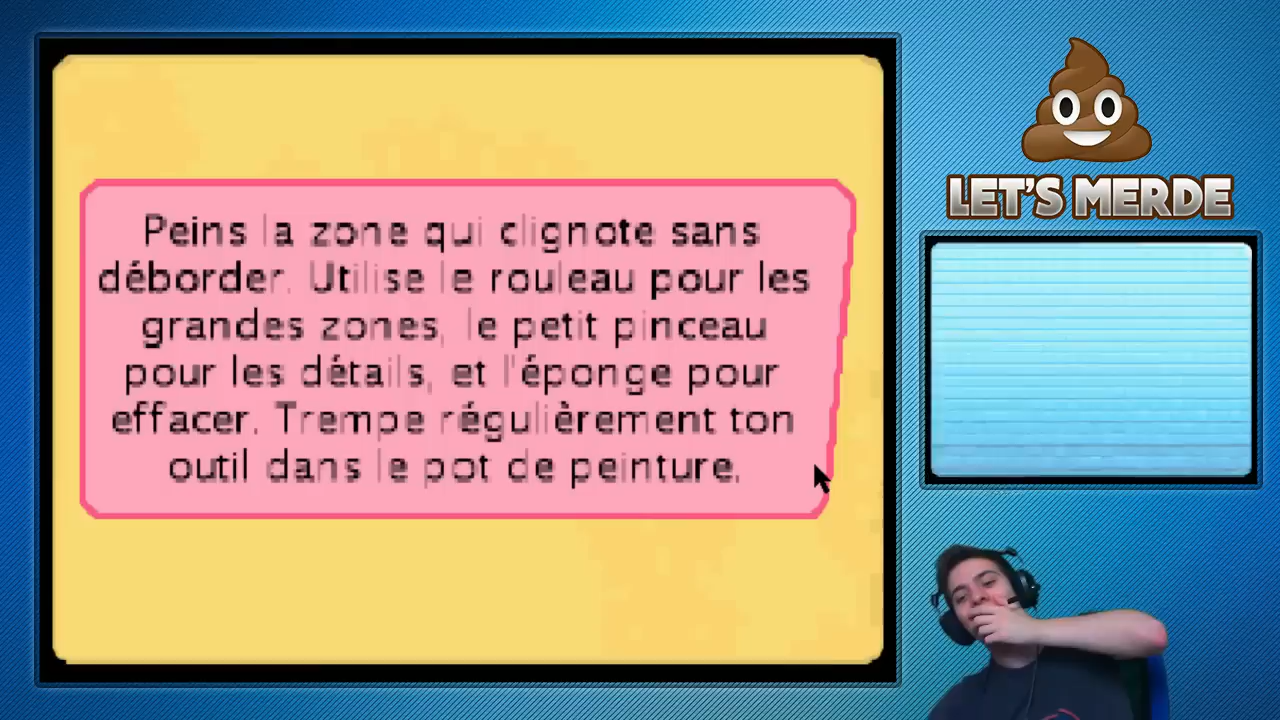 Peins la zone qui clignote sans
déborder. Utilise le rouleau pour les
grandes zones, le petit pinceau
pour les détails, et l'éponge pour
effacer. Trempe régulièrement ton
outil dans le pot de peinture.
LET'S MERDE